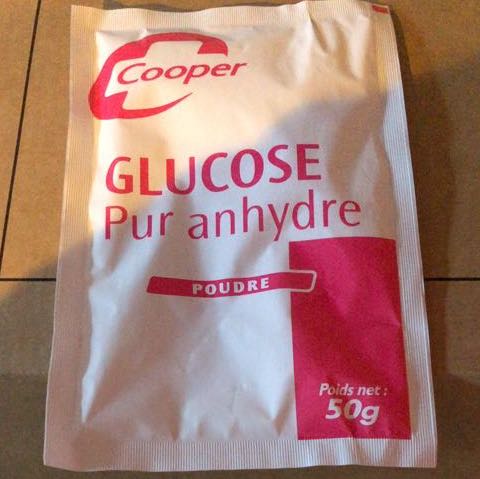 Cooper
GLUCOSE
Pur anhydre
POUDRE
Poids net :
50g